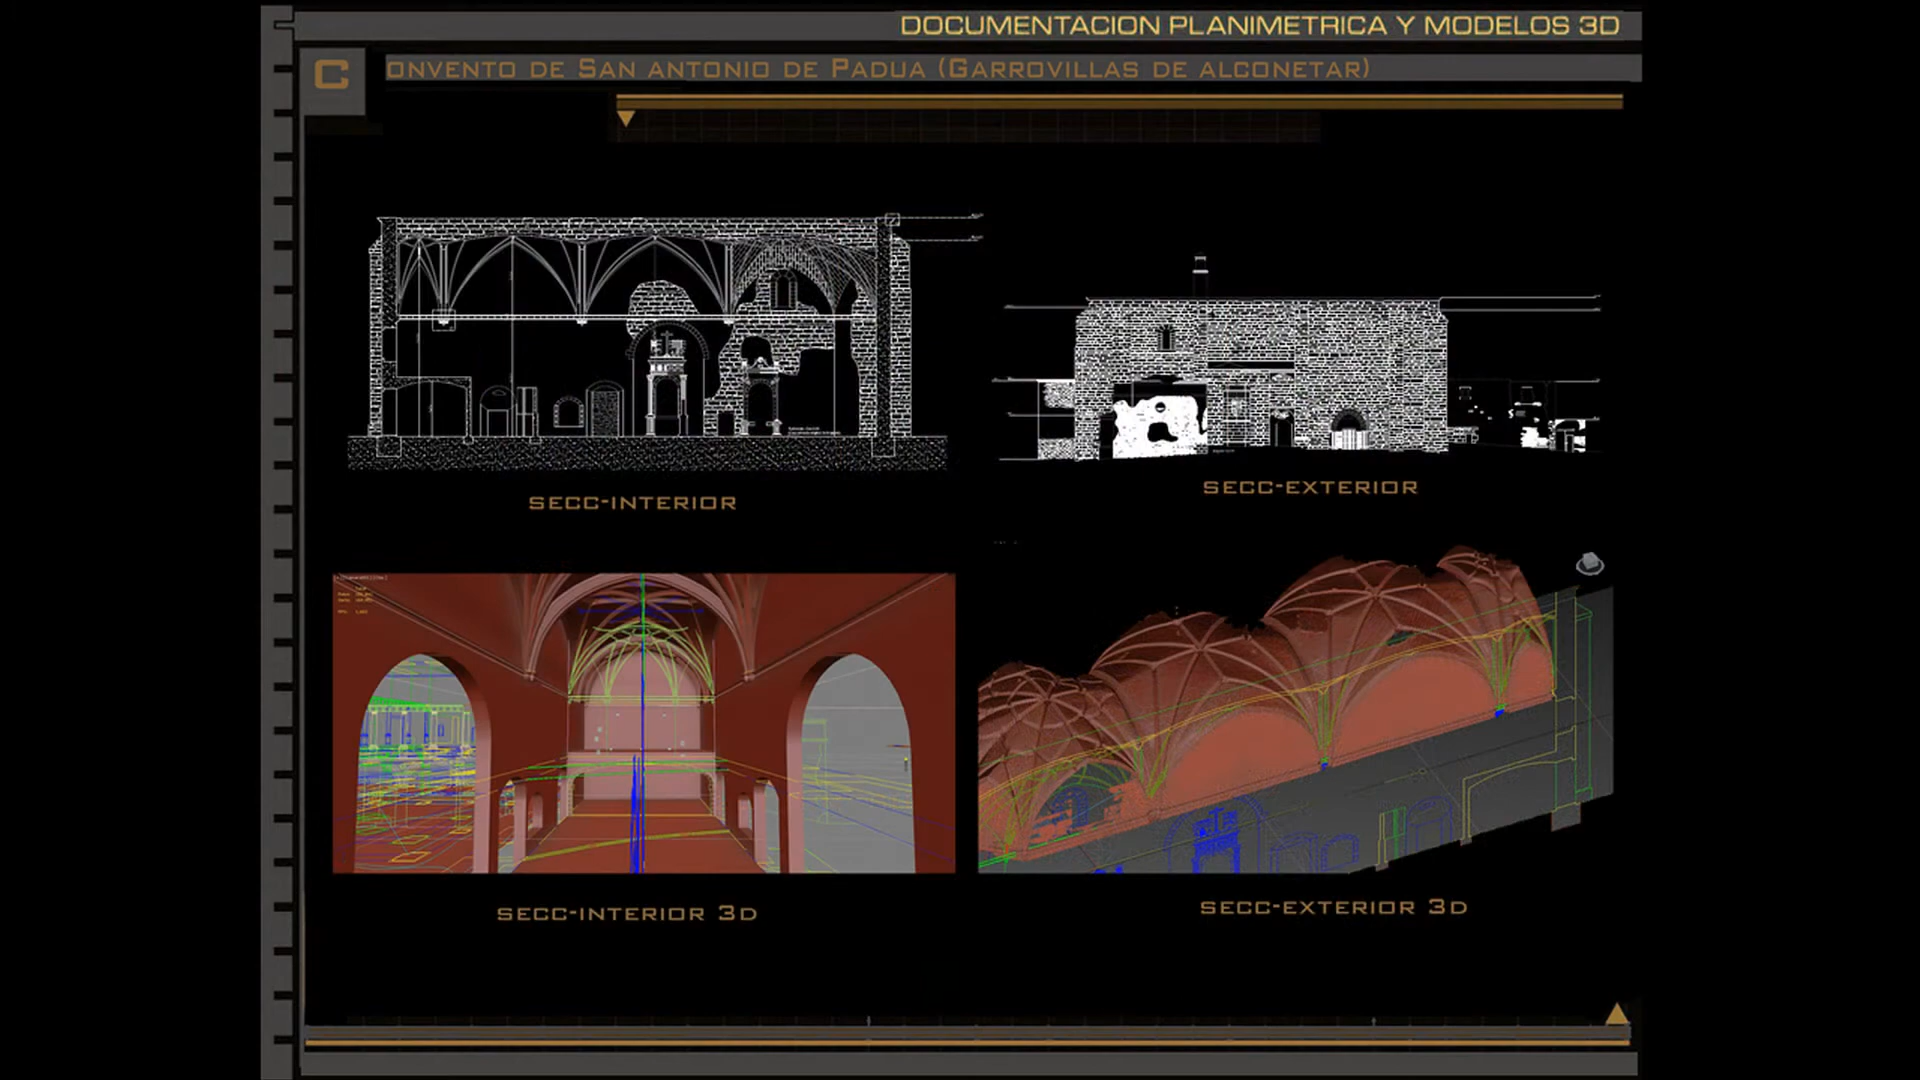 DOCUMENTACION PLANIMETRICA Y MODELOS 3D
CONVENTO DE SAN ANTONIO DE PADUA (GARROVILLAS DE ALCONETAR)
SECC-INTERIOR
SECC-EXTERIOR
SECC-INTERIOR 3D
SECC-EXTERIOR 3D